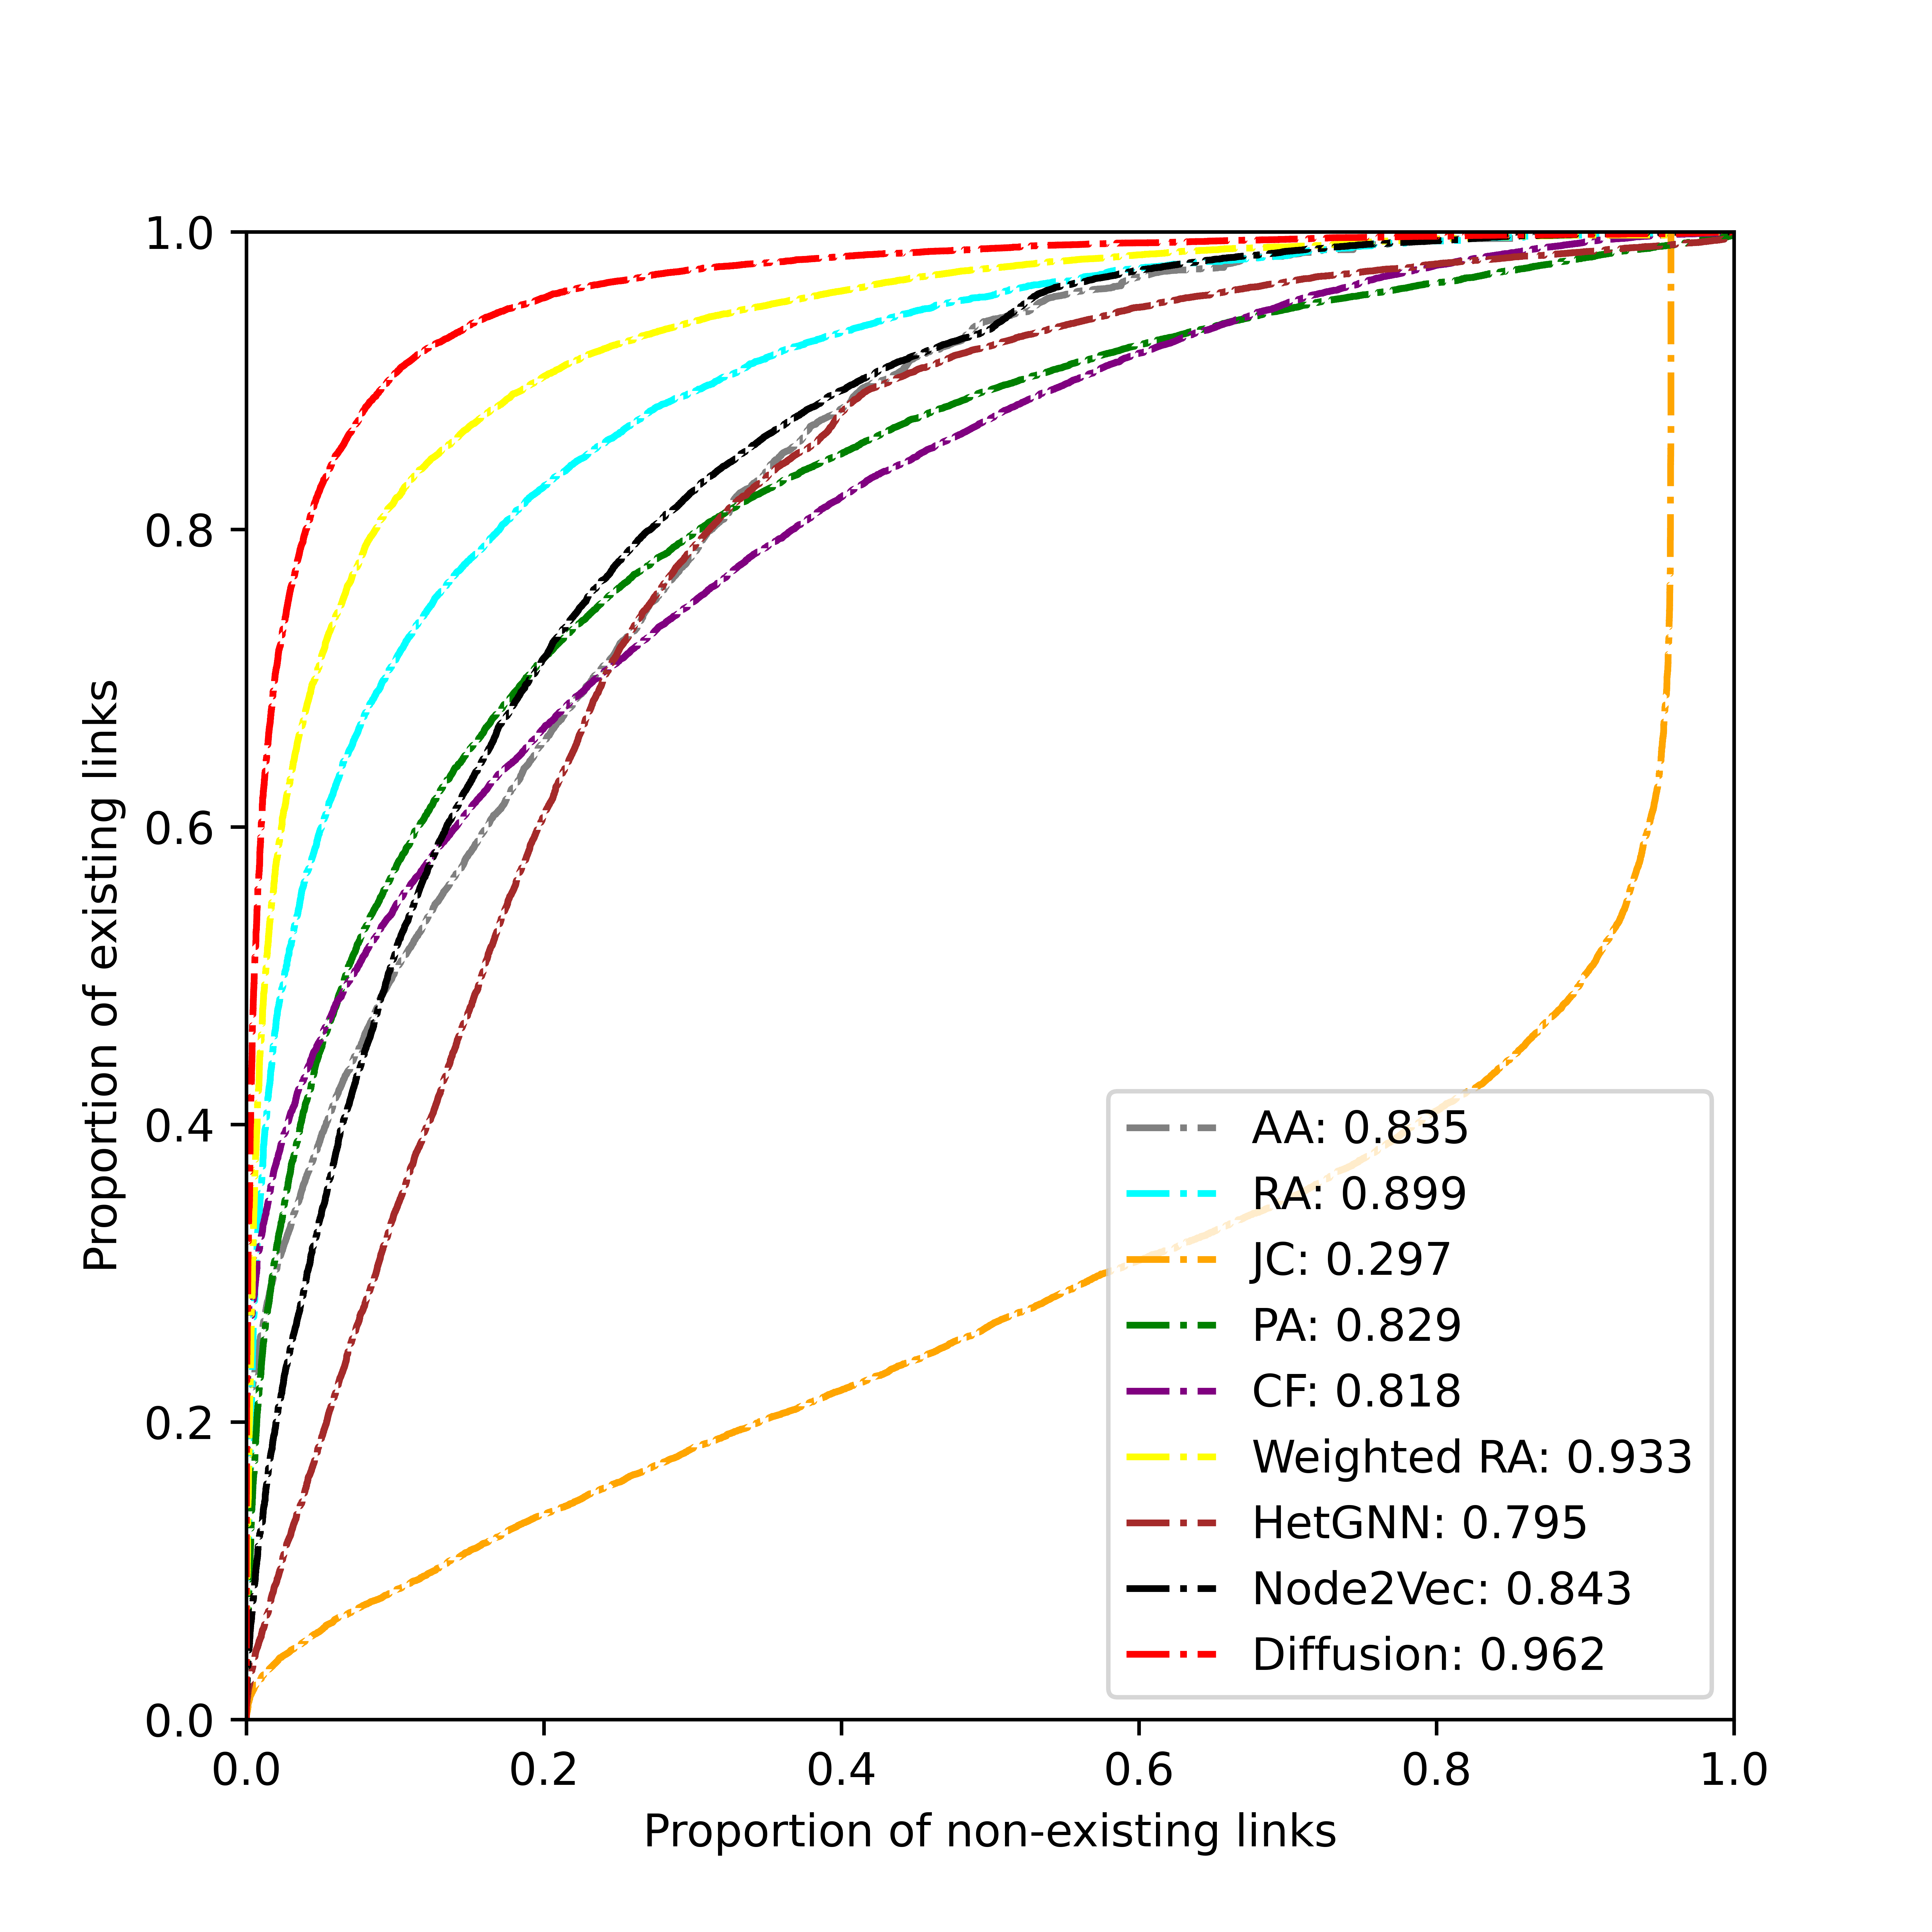 1.0
0.8
0.6
0.4
0.2
0.0
Proportion of existing links
AA: 0.835
RA: 0.899
JC: 0.297
PA: 0.829
CF: 0.818
Weighted RA: 0.933
HetGNN: 0.795
Node2Vec: 0.843
Diffusion: 0.962
0.0 0.2 0.4 0.6 0.8 1.0
Proportion of non-existing links